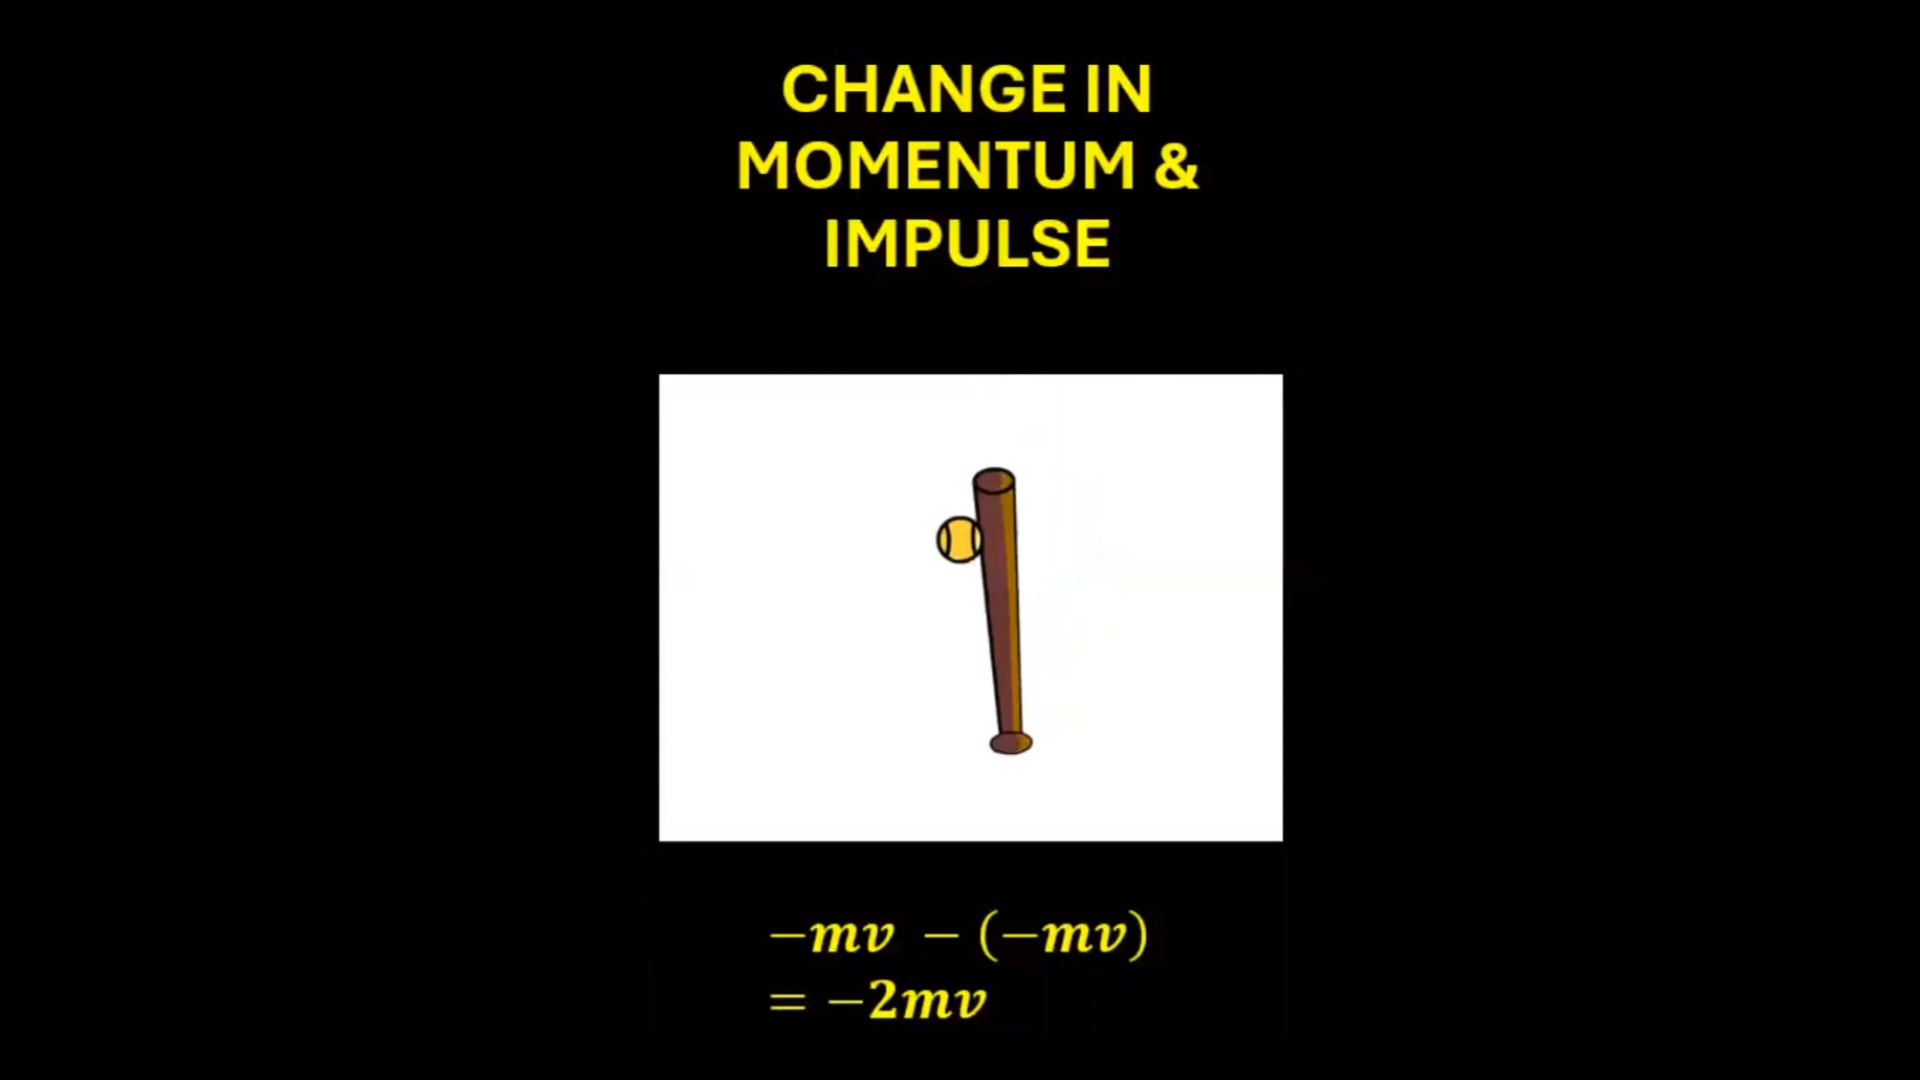 CHANGE IN
MOMENTUM &
IMPULSE
−mv − (−mv)
= −2mv